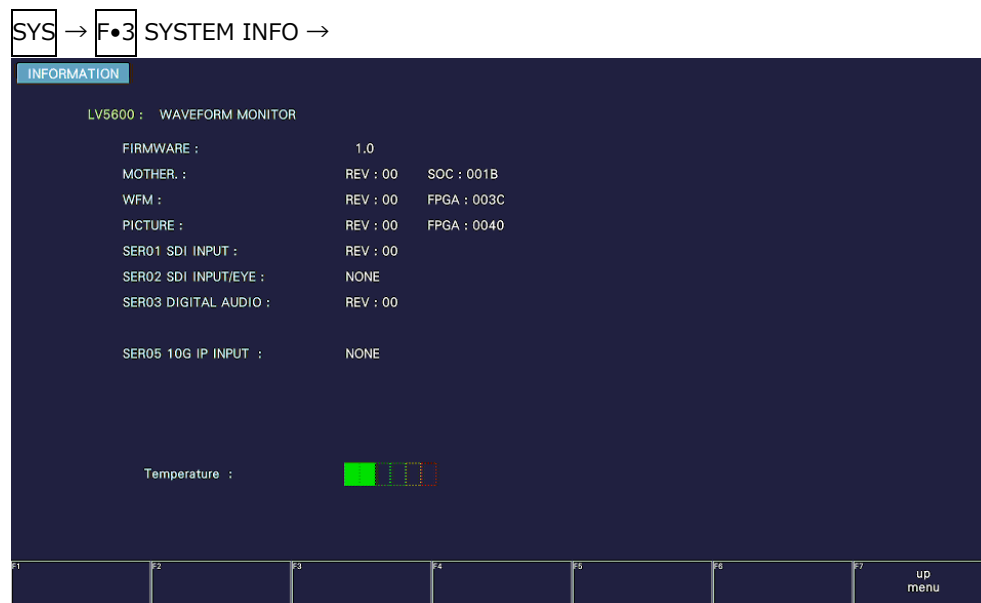 SYS → F•3 SYSTEM INFO →
INFORMATION
LV5600 : WAVEFORM MONITOR
FIRMWARE : 1.0
MOTHER. : REV : 00 SOC : 001B
WFM : REV : 00 FPGA : 003C
PICTURE : REV : 00 FPGA : 0040
SER01 SDI INPUT : REV : 00
SER02 SDI INPUT/EYE : NONE
SER03 DIGITAL AUDIO : REV : 00
SER05 10G IP INPUT : NONE
Temperature :
F1 F2 F3 F4 F5 F6 F7 up
menu